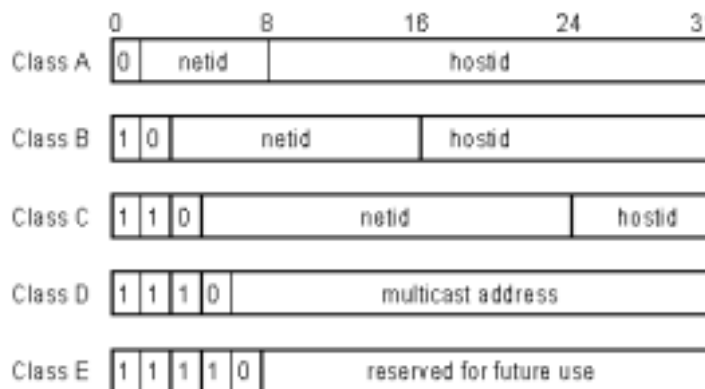 0 8 16 24 3
Class A 0 netid hostid
Class B 1 0 netid hostid
Class C 1 1 0 netid hostid
Class D 1 1 1 0 multicast address
Class E 1 1 1 1 0 reserved for future use